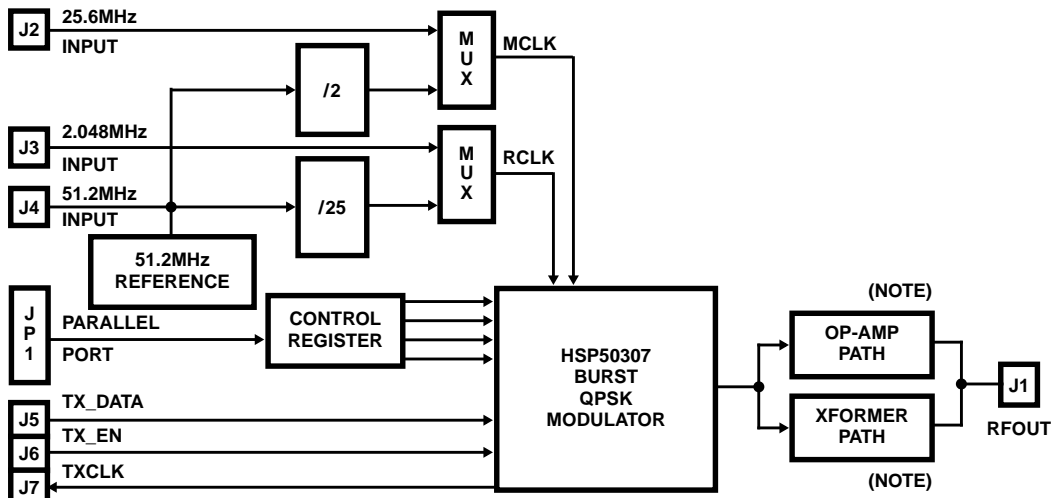 J2
25.6MHz
INPUT
/2
M
U
X
MCLK
J3
2.048MHz
INPUT
J4
51.2MHz
INPUT
/25
M
U
X
RCLK
51.2MHz
REFERENCE
J
P
1
PARALLEL
PORT
CONTROL
REGISTER
J5
TX_DATA
J6
TX_EN
J7
TXCLK
HSP50307
BURST
QPSK
MODULATOR
(NOTE)
OP-AMP
PATH
XFORMER
PATH
(NOTE)
J1
RFOUT